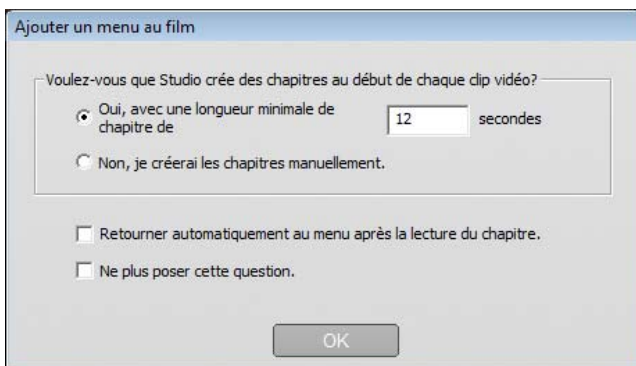 Ajouter un menu au film
Voulez-vous que Studio crée des chapitres au début de chaque clip vidéo?
Oui, avec une longueur minimale de
chapitre de
12
secondes
Non, je créerai les chapitres manuellement.
Retourner automatiquement au menu après la lecture du chapitre.
Ne plus poser cette question.
OK